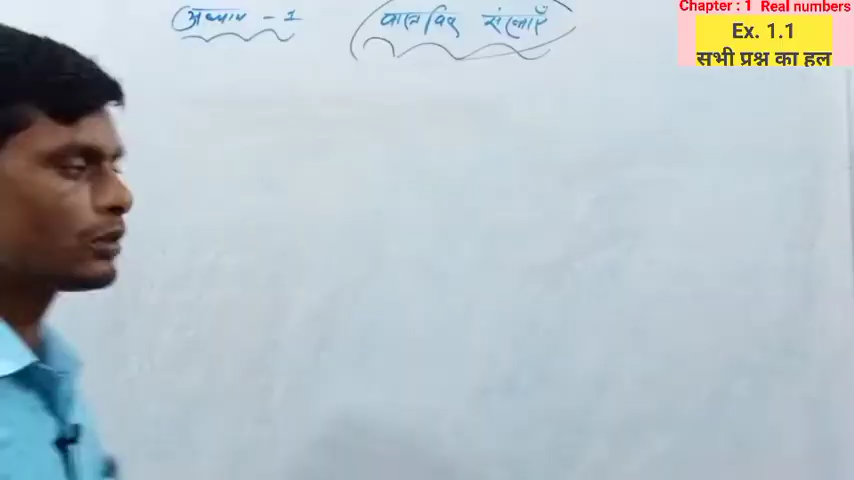 अध्याय - 1
वास्तविक संख्याएँ
Chapter : 1 Real numbers
Ex. 1.1
सभी प्रश्न का हल